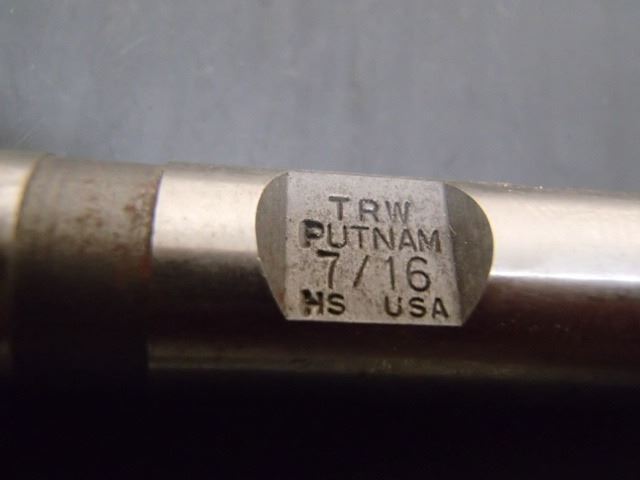 TRW
PUTNAM
7/16
HS USA